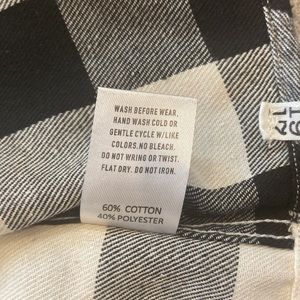 WASH BEFORE WEAR,
HAND WASH COLD OR
GENTLE CYCLE W/LIKE
COLORS.NO BLEACH.
DO NOT WRING OR TWIST.
FLAT DRY. DO NOT IRON.
60% COTTON
40% POLYESTER